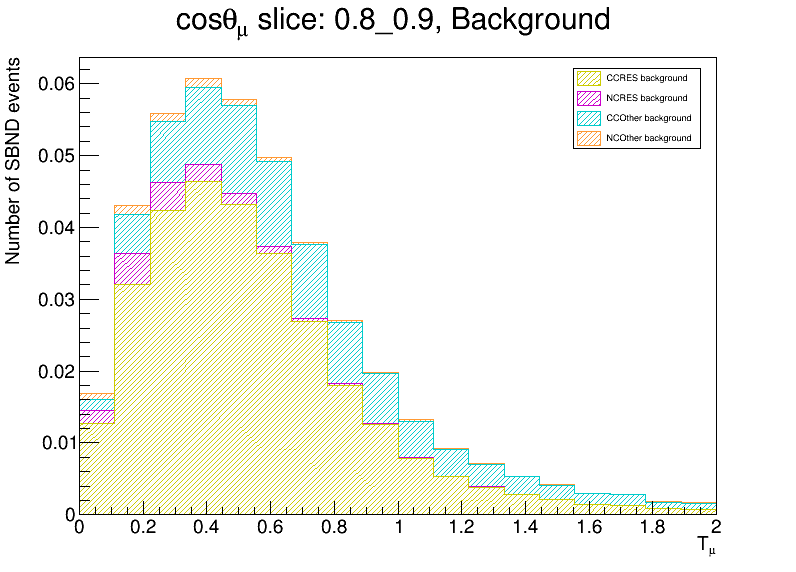 cosθμ slice: 0.8_0.9, Background
Number of SBND events
0.06
0.05
0.04
0.03
0.02
0.01
0
CCRES background
NCRES background
CCOther background
NCOther background
0 0.2 0.4 0.6 0.8 1 1.2 1.4 1.6 1.8 2
Tμ